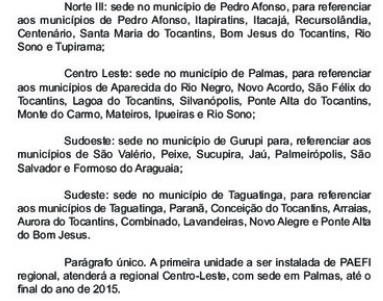 Norte III: sede no município de Pedro Afonso, para referenciar
aos municípios de Pedro Afonso, Itapiratins, Itacajá, Recursolândia,
Centenário, Santa Maria do Tocantins, Bom Jesus do Tocantins, Rio
Sono e Tupirama;
Centro Leste: sede no município de Palmas, para referenciar
aos municípios de Aparecida do Rio Negro, Novo Acordo, São Félix do
Tocantins, Lagoa do Tocantins, Silvanópolis, Ponte Alta do Tocantins,
Monte do Carmo, Mateiros, Ipueiras e Rio Sono;
Sudoeste: sede no município de Gurupi para, referenciar aos
municípios de São Valério, Peixe, Sucupira, Jaú, Palmeirópolis, São
Salvador e Formoso do Araguaia;
Sudeste: sede no município de Taguatinga, para referenciar
aos municípios de Taguatinga, Paranã, Conceição do Tocantins, Arraias,
Aurora do Tocantins, Combinado, Lavandeiras, Novo Alegre e Ponte Alta
do Bom Jesus.
Parágrafo único. A primeira unidade a ser instalada de PAEFI
regional, atenderá a regional Centro-Leste, com sede em Palmas, até o
final do ano de 2015.